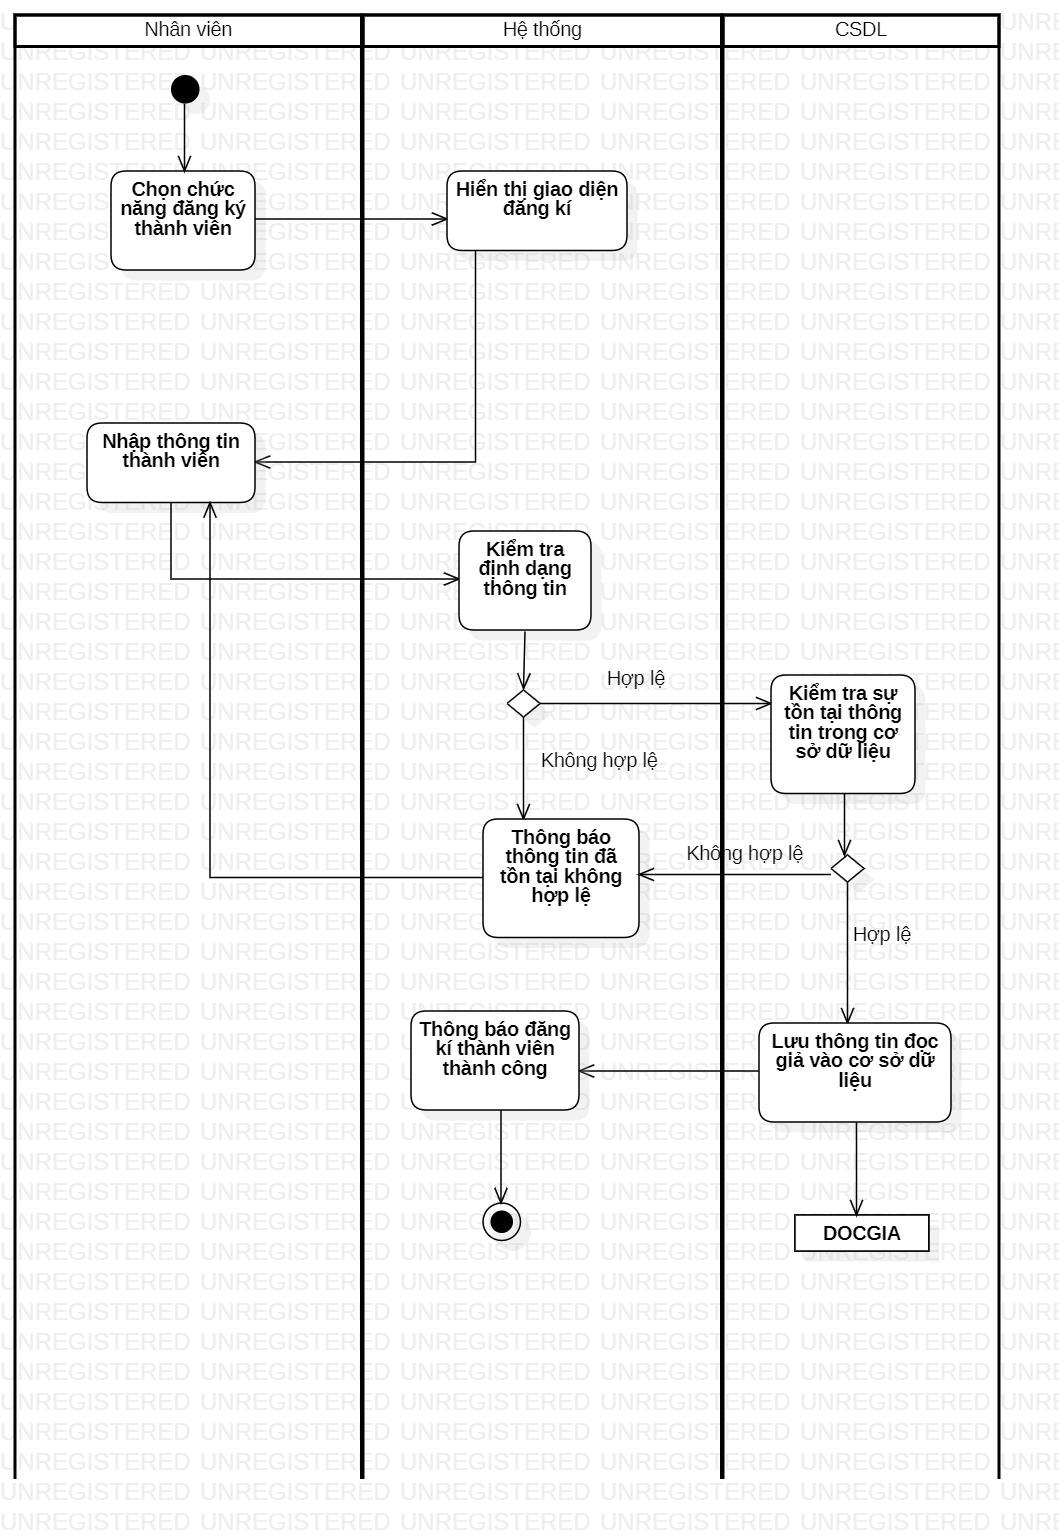 Nhân viên
Hệ thống
CSDL
Chọn chức
năng đăng ký
thành viên
Hiển thị giao diện
đăng kí
Nhập thông tin
thành viên
Kiểm tra
định dạng
thông tin
Hợp lệ
Kiểm tra sự
tồn tại thông
tin trong cơ
sở dữ liệu
Không hợp lệ
Thông báo
thông tin đã
tồn tại không
hợp lệ
Không hợp lệ
Hợp lệ
Thông báo đăng
kí thành viên
thành công
Lưu thông tin đọc
giả vào cơ sở dữ
liệu
DOCGIA
UNREGISTERED